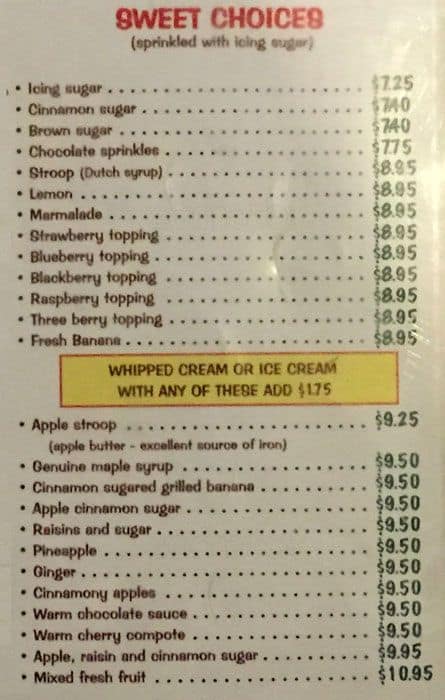 SWEET CHOICES
(sprinkled with icing sugar)
• Icing sugar . . . . . . . . . . . . . . . . . . . . . . . $7.25
• Cinnamon sugar . . . . . . . . . . . . . . . . . . . . $7.40
• Brown sugar . . . . . . . . . . . . . . . . . . . . . . $7.40
• Chocolate sprinkles . . . . . . . . . . . . . . . . . . $7.75
• Stroop (Dutch syrup) . . . . . . . . . . . . . . . . . $8.95
• Lemon . . . . . . . . . . . . . . . . . . . . . . . . . $8.95
• Marmalade . . . . . . . . . . . . . . . . . . . . . . . $8.95
• Strawberry topping . . . . . . . . . . . . . . . . . . $8.95
• Blueberry topping . . . . . . . . . . . . . . . . . . . $8.95
• Blackberry topping . . . . . . . . . . . . . . . . . . $8.95
• Raspberry topping . . . . . . . . . . . . . . . . . . $8.95
• Three berry topping . . . . . . . . . . . . . . . . . $8.95
• Fresh Banana . . . . . . . . . . . . . . . . . . . . . $8.95
WHIPPED CREAM OR ICE CREAM
WITH ANY OF THESE ADD $1.75
• Apple stroop . . . . . . . . . . . . . . . . . . . . . $9.25
(apple butter - excellent source of iron)
• Genuine maple syrup . . . . . . . . . . . . . . . . . $9.50
• Cinnamon sugared grilled banana . . . . . . . . . . $9.50
• Apple cinnamon sugar . . . . . . . . . . . . . . . . $9.50
• Raisins and sugar . . . . . . . . . . . . . . . . . . $9.50
• Pineapple . . . . . . . . . . . . . . . . . . . . . . . $9.50
• Ginger . . . . . . . . . . . . . . . . . . . . . . . . . $9.50
• Cinnamony apples . . . . . . . . . . . . . . . . . . $9.50
• Warm chocolate sauce . . . . . . . . . . . . . . . . $9.50
• Warm cherry compote . . . . . . . . . . . . . . . . $9.50
• Apple, raisin and cinnamon sugar . . . . . . . . . . $9.95
• Mixed fresh fruit . . . . . . . . . . . . . . . . . . . $10.95